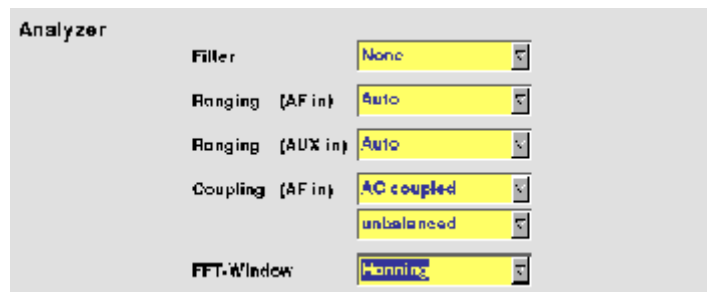 Analyzer
Filter None
Ranging (AF in) Auto
Ranging (AUX in) Auto
Coupling (AF in) AC coupled
unbalanced
FFT-Window Hanning